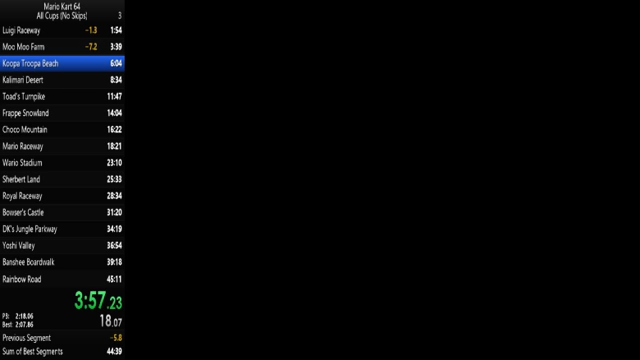 Mario Kart 64
All Cups (No Skips) 3
Luigi Raceway -1.3 1:54
Moo Moo Farm -7.2 3:39
Koopa Troopa Beach 6:04
Kalimari Desert 8:34
Toad's Turnpike 11:47
Frappe Snowland 14:04
Choco Mountain 16:22
Mario Raceway 18:21
Wario Stadium 23:10
Sherbert Land 25:33
Royal Raceway 28:34
Bowser's Castle 31:20
DK's Jungle Parkway 34:19
Yoshi Valley 36:54
Banshee Boardwalk 39:18
Rainbow Road 45:11
3:57.23
PB: 2:18.06
Best: 2:07.86
18.07
Previous Segment -5.8
Sum of Best Segments 44:39